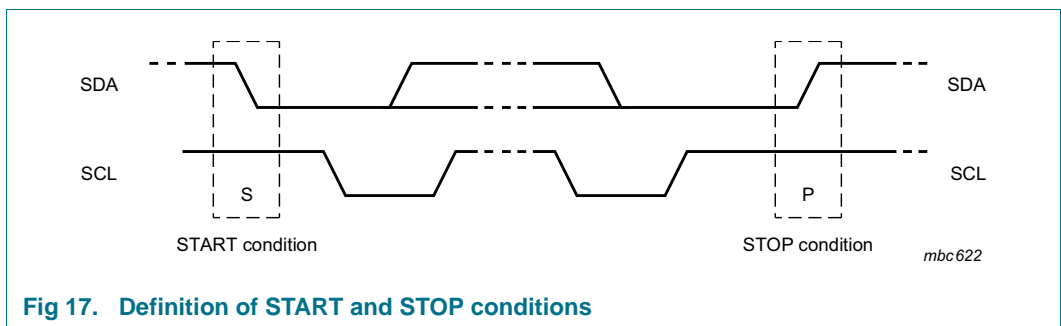 SDA
SDA
SCL
SCL
S
P
START condition
STOP condition
mbc622
Fig 17. Definition of START and STOP conditions